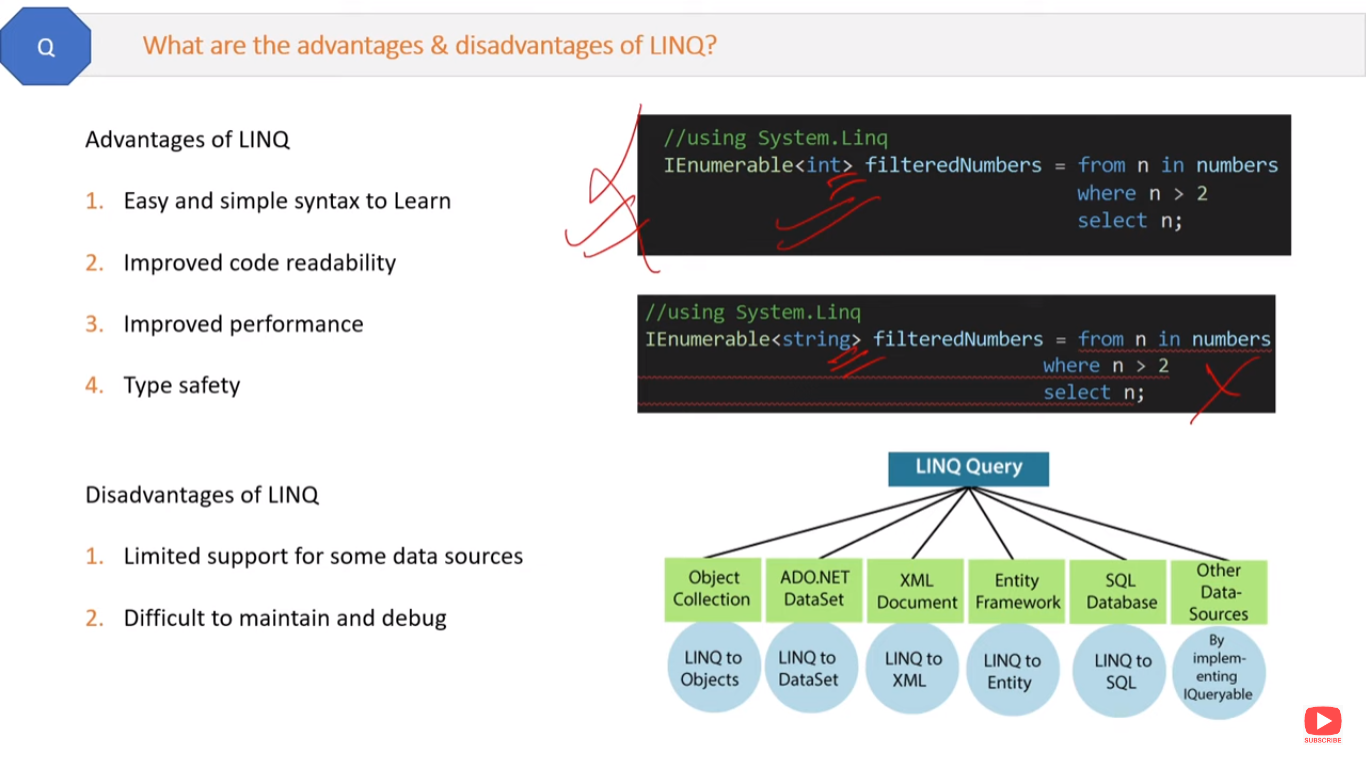 Q
What are the advantages & disadvantages of LINQ?
Advantages of LINQ
1. Easy and simple syntax to Learn
2. Improved code readability
3. Improved performance
4. Type safety
Disadvantages of LINQ
1. Limited support for some data sources
2. Difficult to maintain and debug
//using System.Linq
IEnumerable<int> filteredNumbers = from n in numbers
where n > 2
select n;
//using System.Linq
IEnumerable<string> filteredNumbers = from n in numbers
where n > 2
select n;
LINQ Query
Object
Collection
ADO.NET
DataSet
XML
Document
Entity
Framework
SQL
Database
Other
Data-
Sources
LINQ to
Objects
LINQ to
DataSet
LINQ to
XML
LINQ to
Entity
LINQ to
SQL
By
implem-
enting
IQueryable
SUBSCRIBE